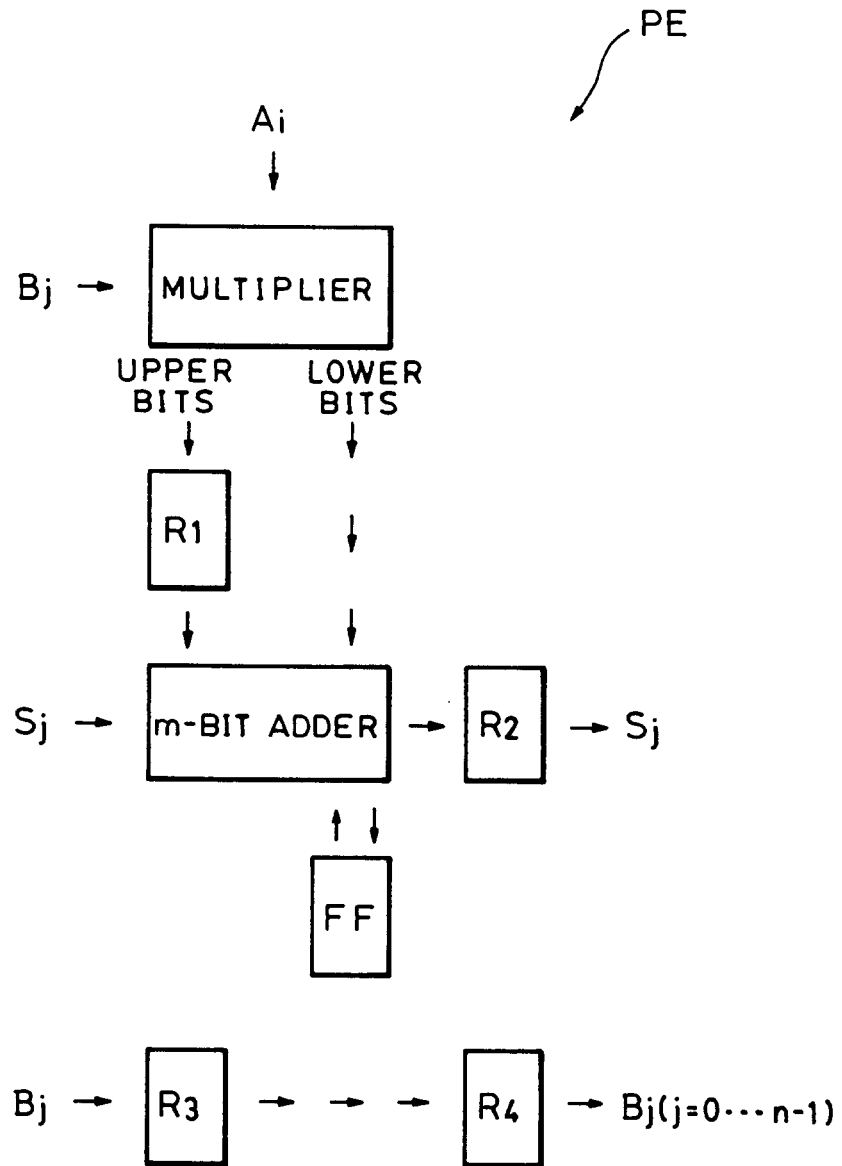 PE
Ai
Bj
MULTIPLIER
UPPER BITS
LOWER BITS
R1
Sj
m-BIT ADDER
R2
Sj
FF
Bj
R3
R4
Bj(j=0···n-1)